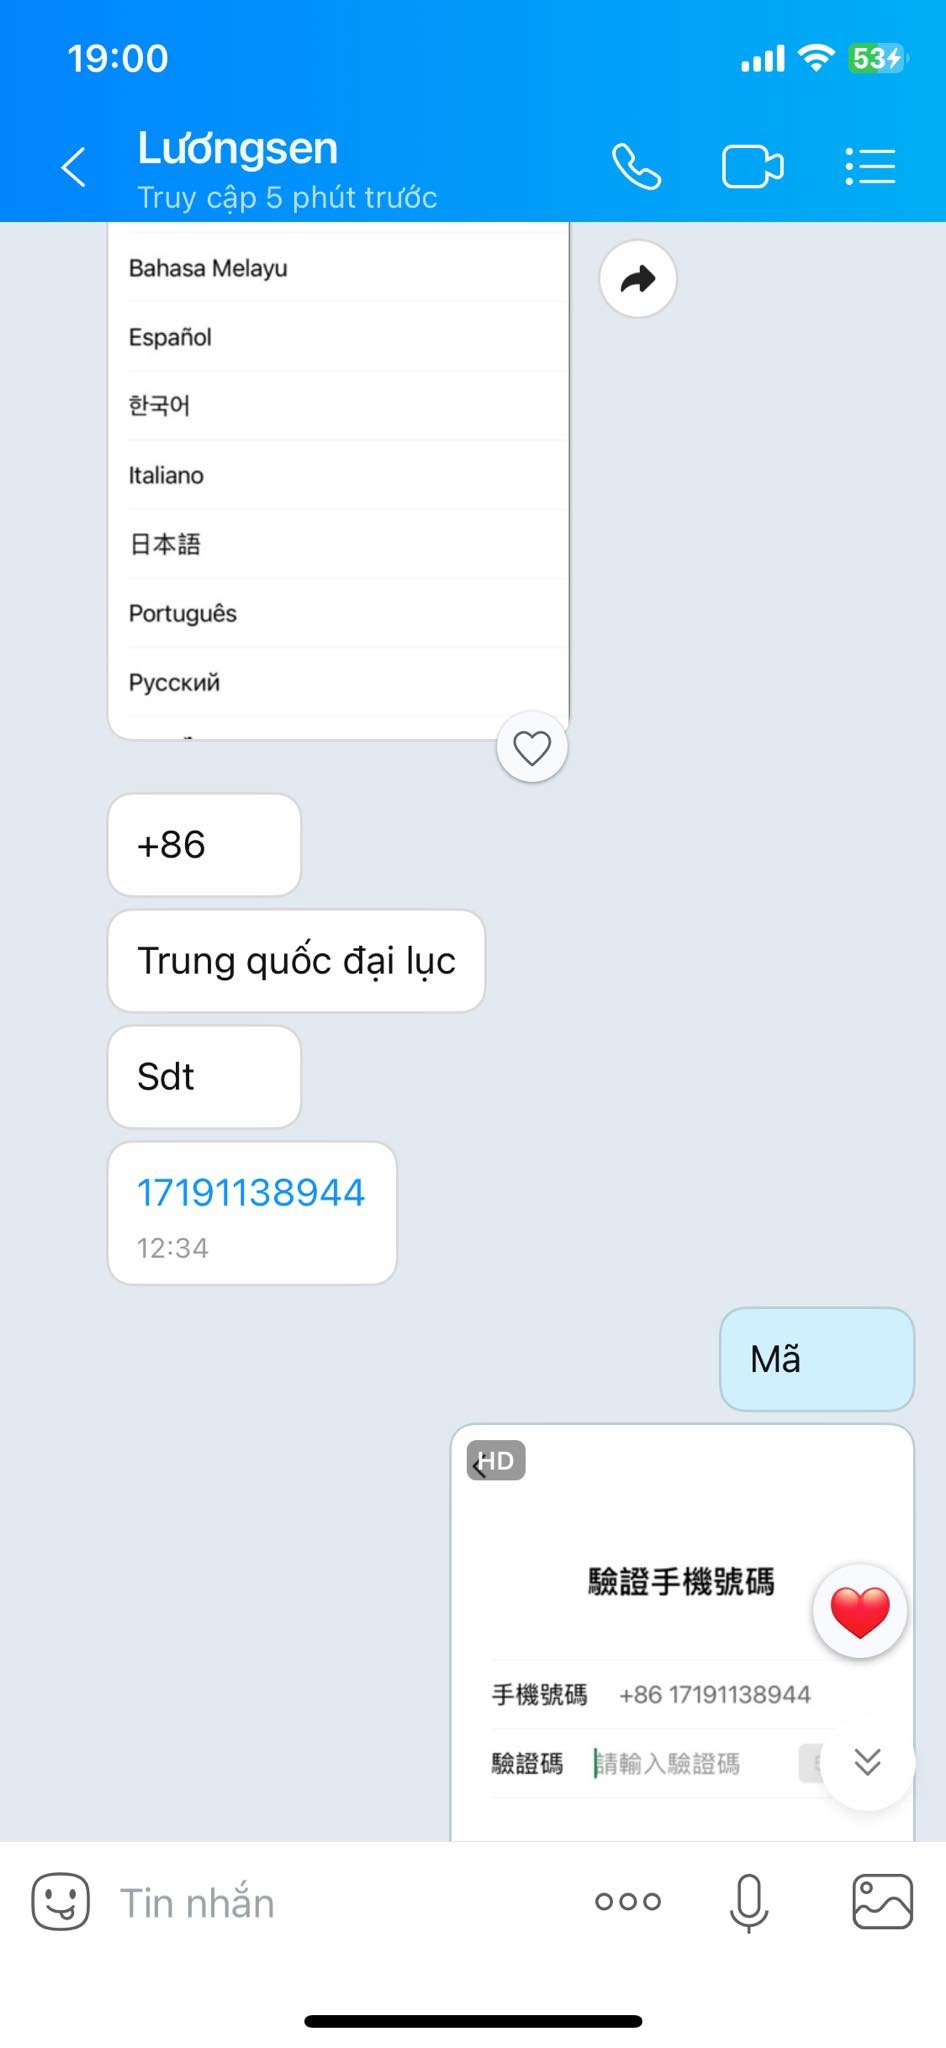 19:00
53
Lươngsen
Truy cập 5 phút trước
Bahasa Melayu
Español
한국어
Italiano
日本語
Português
Русский
+86
Trung quốc đại lục
Sdt
17191138944
12:34
Mã
HD
驗證手機號碼
手機號碼 +86 17191138944
驗證碼 請輸入驗證碼
Tin nhắn